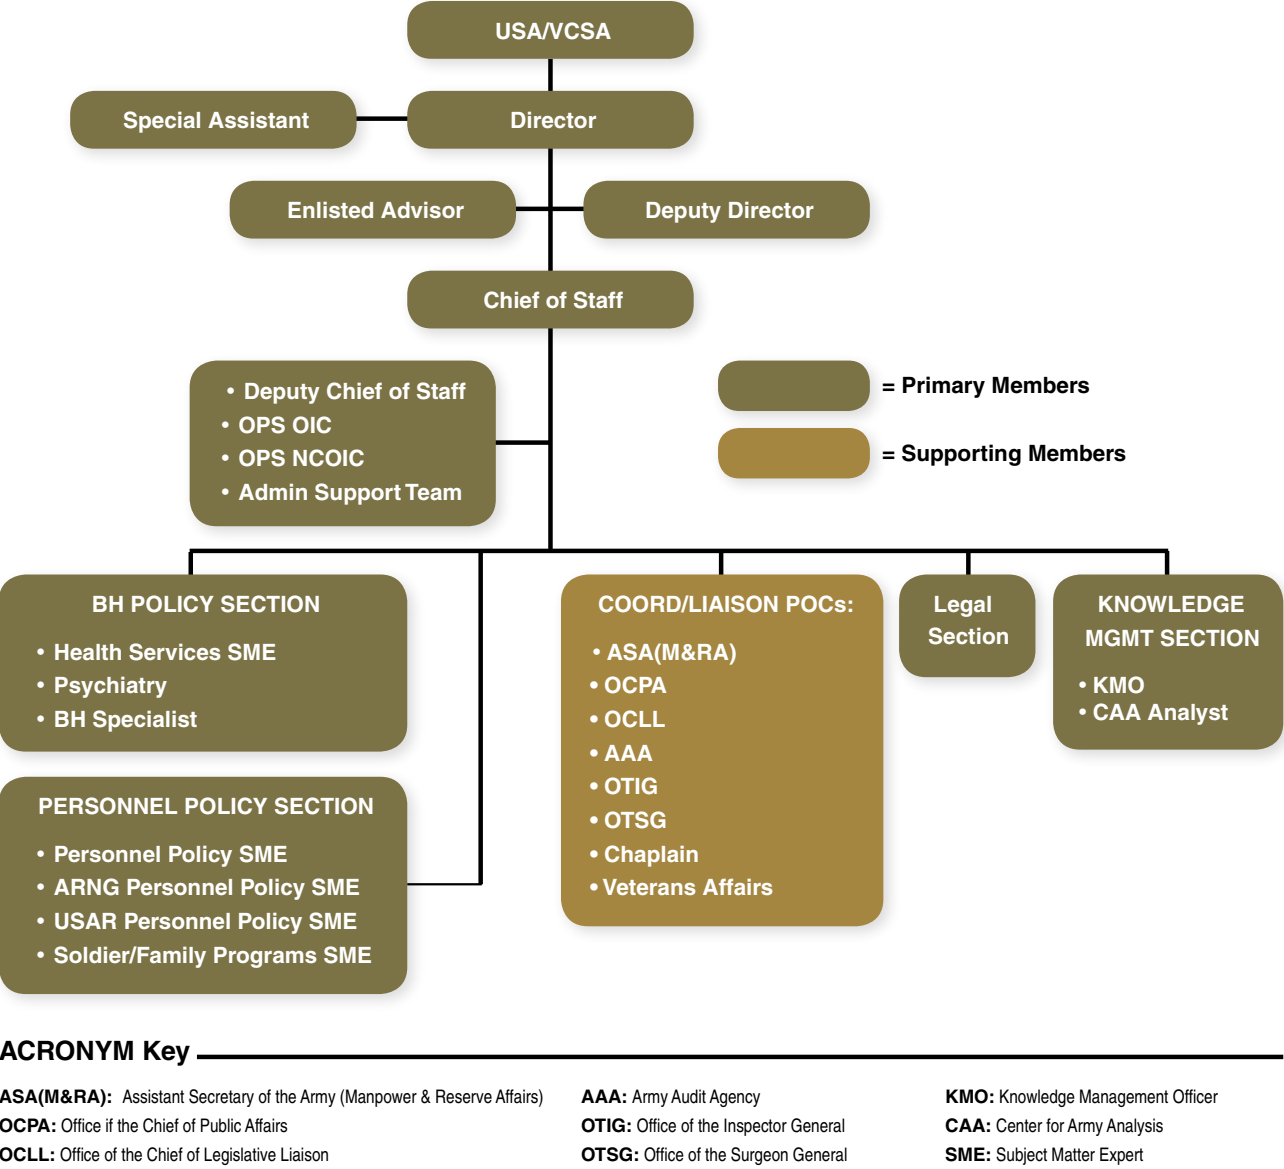 USA/VCSA
Special Assistant
Director
Enlisted Advisor
Deputy Director
Chief of Staff
• Deputy Chief of Staff
• OPS OIC
• OPS NCOIC
• Admin Support Team
= Primary Members
= Supporting Members
BH POLICY SECTION
• Health Services SME
• Psychiatry
• BH Specialist
PERSONNEL POLICY SECTION
• Personnel Policy SME
• ARNG Personnel Policy SME
• USAR Personnel Policy SME
• Soldier/Family Programs SME
COORD/LIAISON POCs:
• ASA(M&RA)
• OCPA
• OCLL
• AAA
• OTIG
• OTSG
• Chaplain
• Veterans Affairs
Legal
Section
KNOWLEDGE
MGMT SECTION
• KMO
• CAA Analyst
ACRONYM Key
ASA(M&RA): Assistant Secretary of the Army (Manpower & Reserve Affairs)
OCPA: Office if the Chief of Public Affairs
OCLL: Office of the Chief of Legislative Liaison
AAA: Army Audit Agency
OTIG: Office of the Inspector General
OTSG: Office of the Surgeon General
KMO: Knowledge Management Officer
CAA: Center for Army Analysis
SME: Subject Matter Expert